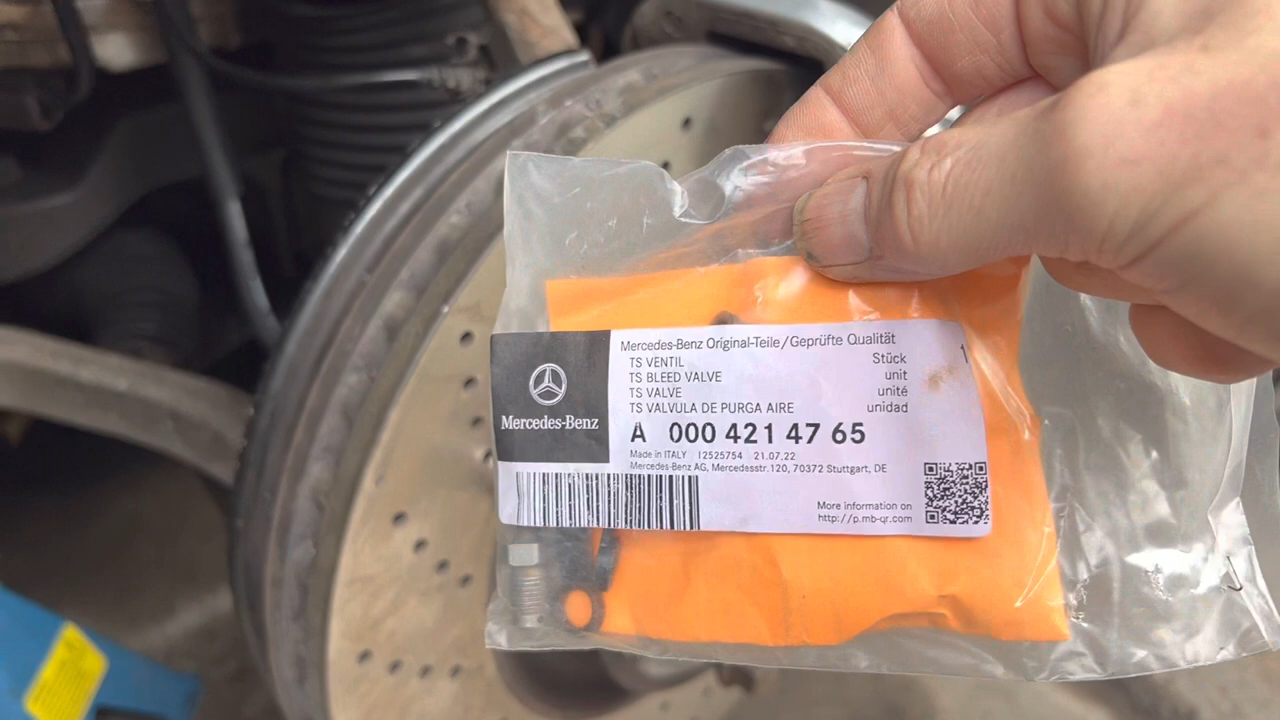 Mercedes-Benz Original-Teile/Geprüfte Qualität
TS VENTIL Stück 1
TS BLEED VALVE unit
TS VALVE unité
TS VALVULA DE PURGA AIRE unidad
Mercedes-Benz
A 000 421 47 65
Made in ITALY 12525754 21.07.22
Mercedes-Benz AG, Mercedesstr.120, 70372 Stuttgart, DE
More information on
http://p.mb-qr.com